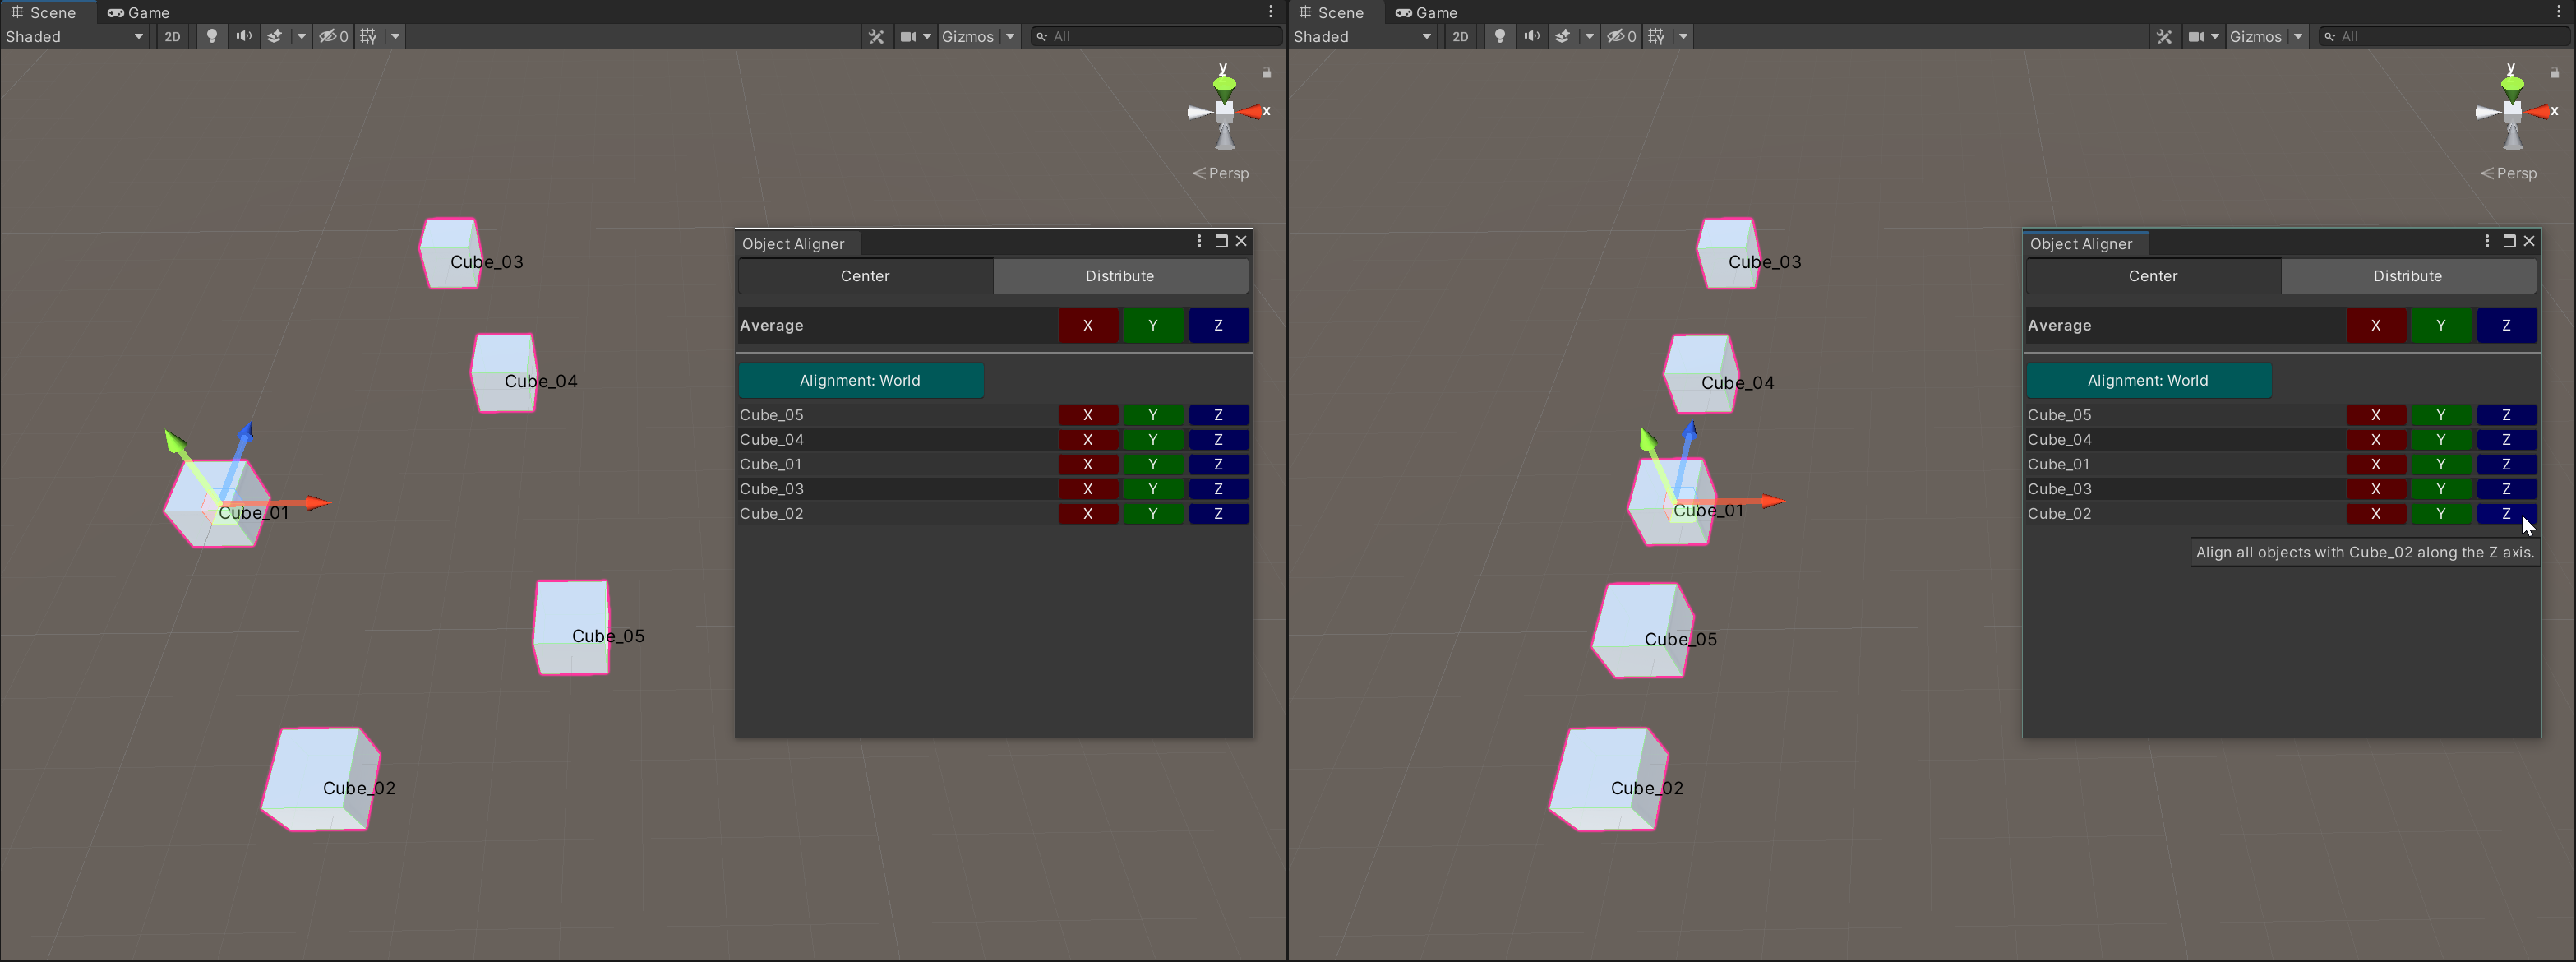 Scene Game
Shaded 2D 0 Gizmos All
y
x
Persp
Cube_03
Cube_04
Cube_01
Cube_05
Cube_02
Object Aligner
Center Distribute
Average X Y Z
Alignment: World
Cube_05 X Y Z
Cube_04 X Y Z
Cube_01 X Y Z
Cube_03 X Y Z
Cube_02 X Y Z
Scene Game
Shaded 2D 0 Gizmos All
y
x
Persp
Cube_03
Cube_04
Cube_01
Cube_05
Cube_02
Object Aligner
Center Distribute
Average X Y Z
Alignment: World
Cube_05 X Y Z
Cube_04 X Y Z
Cube_01 X Y Z
Cube_03 X Y Z
Cube_02 X Y Z
Align all objects with Cube_02 along the Z axis.